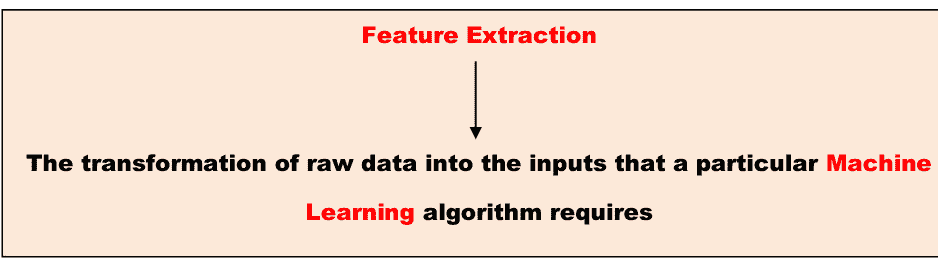 Feature Extraction
The transformation of raw data into the inputs that a particular Machine
Learning algorithm requires